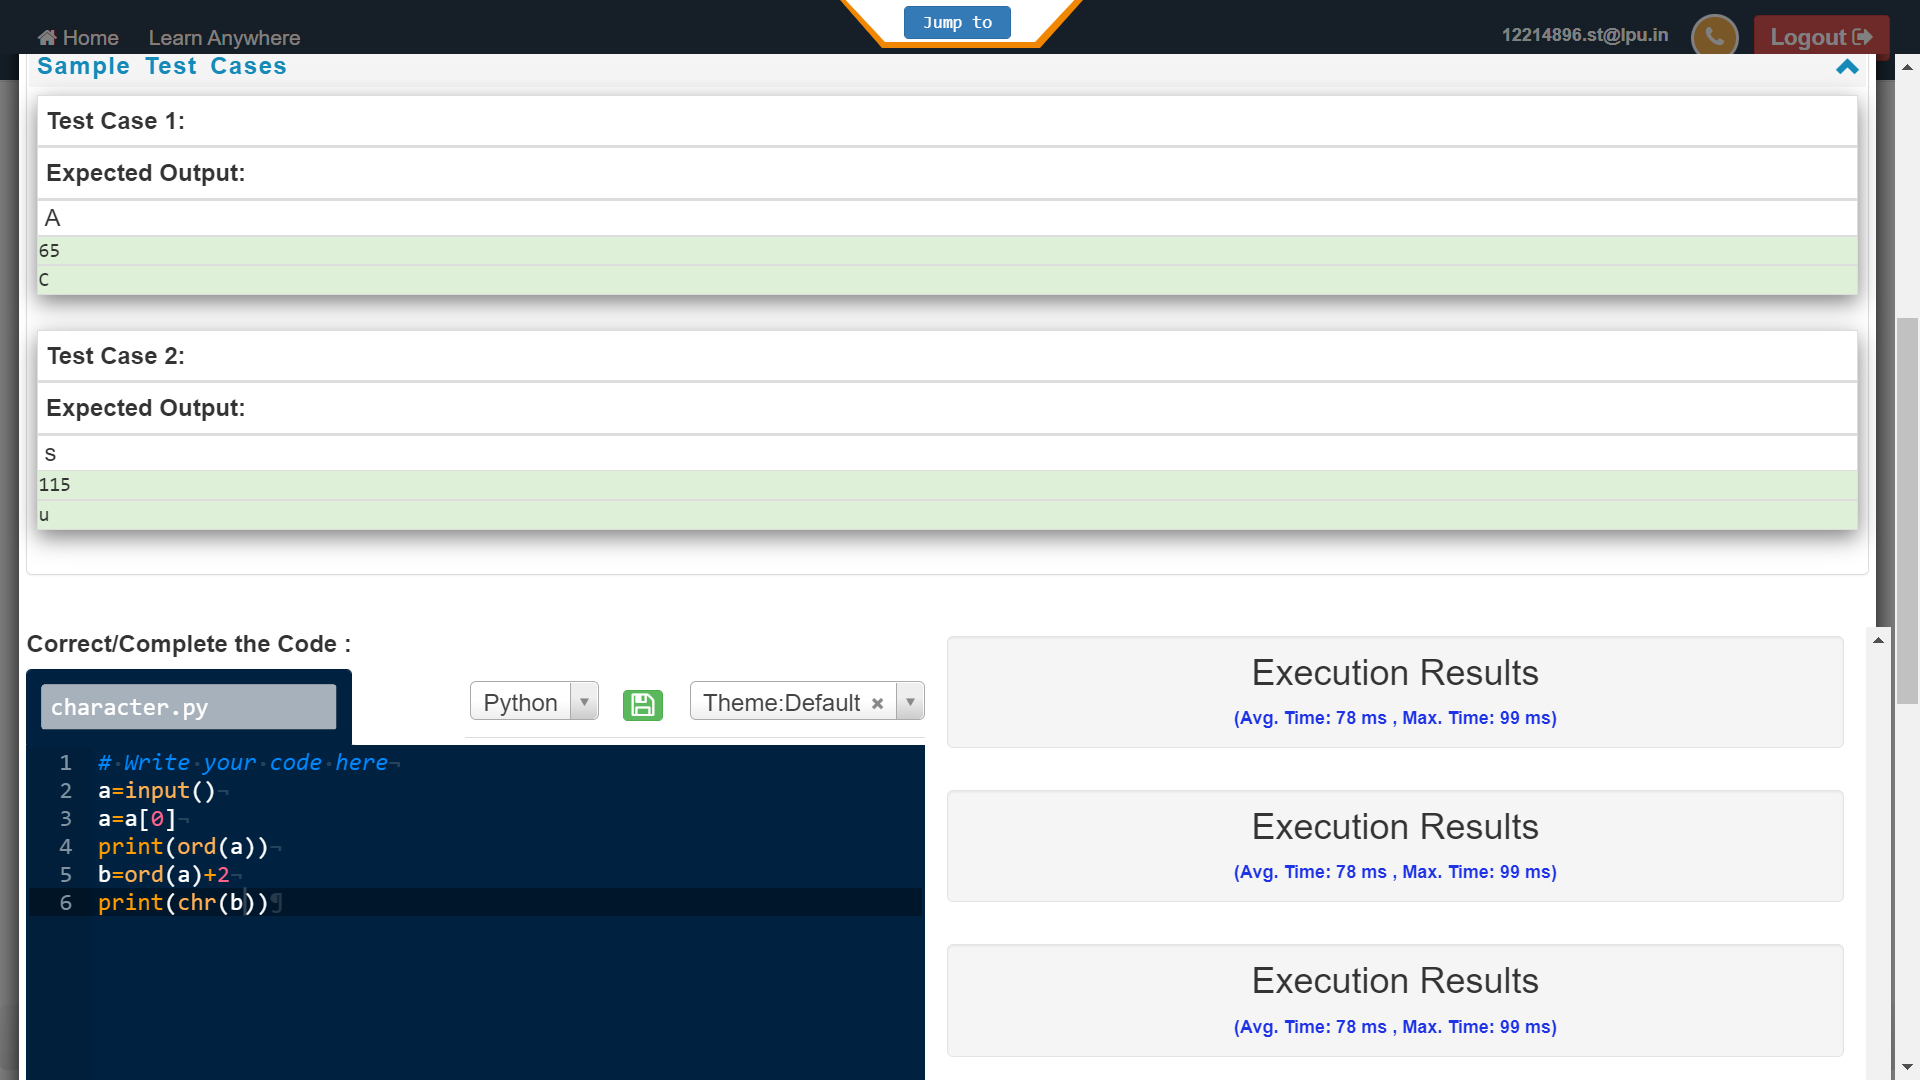 Jump to
Home Learn Anywhere 12214896.st@lpu.in Logout
Sample Test Cases
Test Case 1:
Expected Output:
A
65
C
Test Case 2:
Expected Output:
s
115
u
Correct/Complete the Code :
character.py
Python
Theme:Default ×
1 # Write your code here
2 a=input()
3 a=a[0]
4 print(ord(a))
5 b=ord(a)+2
6 print(chr(b))
Execution Results
(Avg. Time: 78 ms , Max. Time: 99 ms)
Execution Results
(Avg. Time: 78 ms , Max. Time: 99 ms)
Execution Results
(Avg. Time: 78 ms , Max. Time: 99 ms)